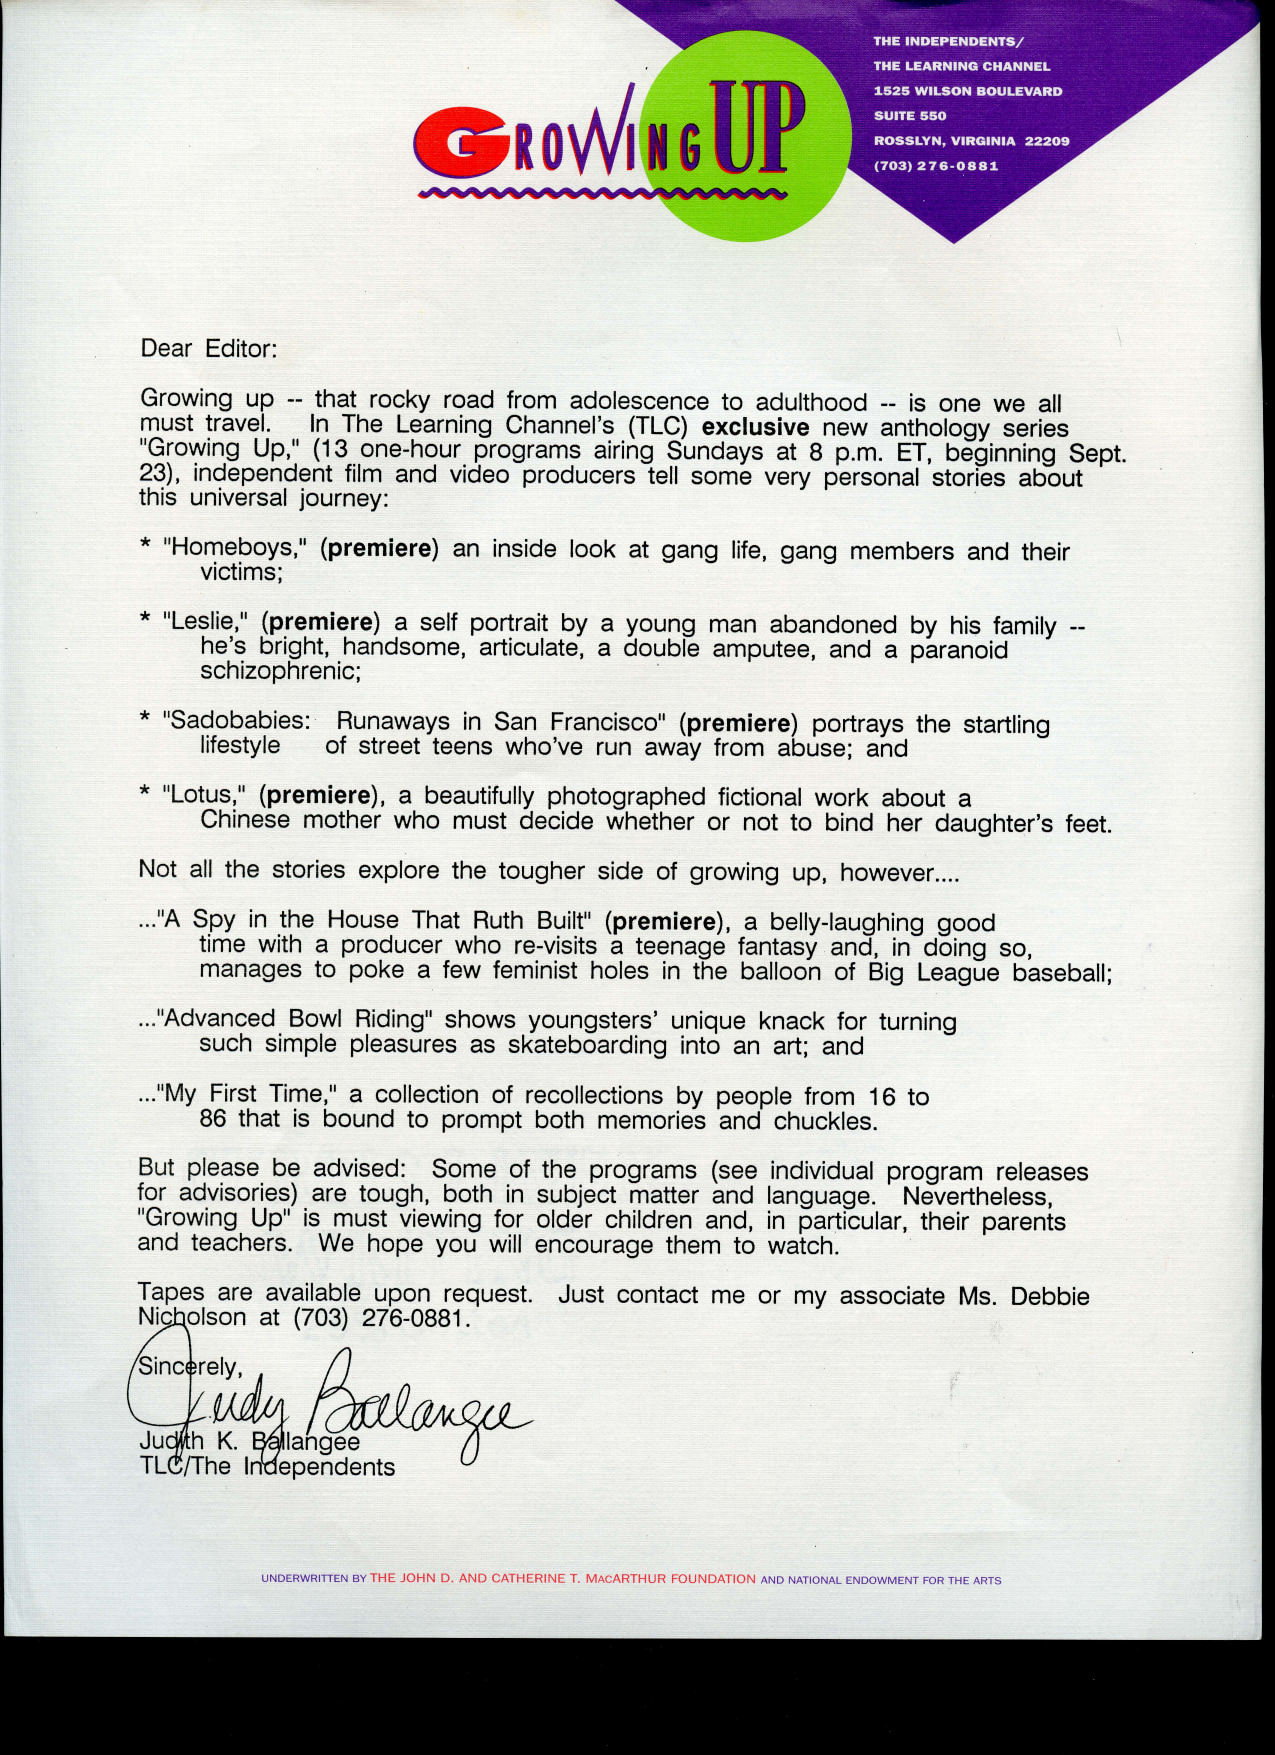 GROWING UP
THE INDEPENDENTS/
THE LEARNING CHANNEL
1525 WILSON BOULEVARD
SUITE 550
ROSSLYN, VIRGINIA 22209
(703) 276-0881
Dear Editor:
Growing up -- that rocky road from adolescence to adulthood -- is one we all
must travel. In The Learning Channel's (TLC) exclusive new anthology series
"Growing Up," (13 one-hour programs airing Sundays at 8 p.m. ET, beginning Sept.
23), independent film and video producers tell some very personal stories about
this universal journey:
* "Homeboys," (premiere) an inside look at gang life, gang members and their
victims;
* "Leslie," (premiere) a self portrait by a young man abandoned by his family --
he's bright, handsome, articulate, a double amputee, and a paranoid
schizophrenic;
* "Sadobabies: Runaways in San Francisco" (premiere) portrays the startling
lifestyle of street teens who've run away from abuse; and
* "Lotus," (premiere), a beautifully photographed fictional work about a
Chinese mother who must decide whether or not to bind her daughter's feet.
Not all the stories explore the tougher side of growing up, however....
..."A Spy in the House That Ruth Built" (premiere), a belly-laughing good
time with a producer who re-visits a teenage fantasy and, in doing so,
manages to poke a few feminist holes in the balloon of Big League baseball;
..."Advanced Bowl Riding" shows youngsters' unique knack for turning
such simple pleasures as skateboarding into an art; and
..."My First Time," a collection of recollections by people from 16 to
86 that is bound to prompt both memories and chuckles.
But please be advised: Some of the programs (see individual program releases
for advisories) are tough, both in subject matter and language. Nevertheless,
"Growing Up" is must viewing for older children and, in particular, their parents
and teachers. We hope you will encourage them to watch.
Tapes are available upon request. Just contact me or my associate Ms. Debbie
Nicholson at (703) 276-0881.
Sincerely,
Judy Ballangee
Judith K. Ballangee
TLC/The Independents
UNDERWRITTEN BY THE JOHN D. AND CATHERINE T. MACARTHUR FOUNDATION AND NATIONAL ENDOWMENT FOR THE ARTS